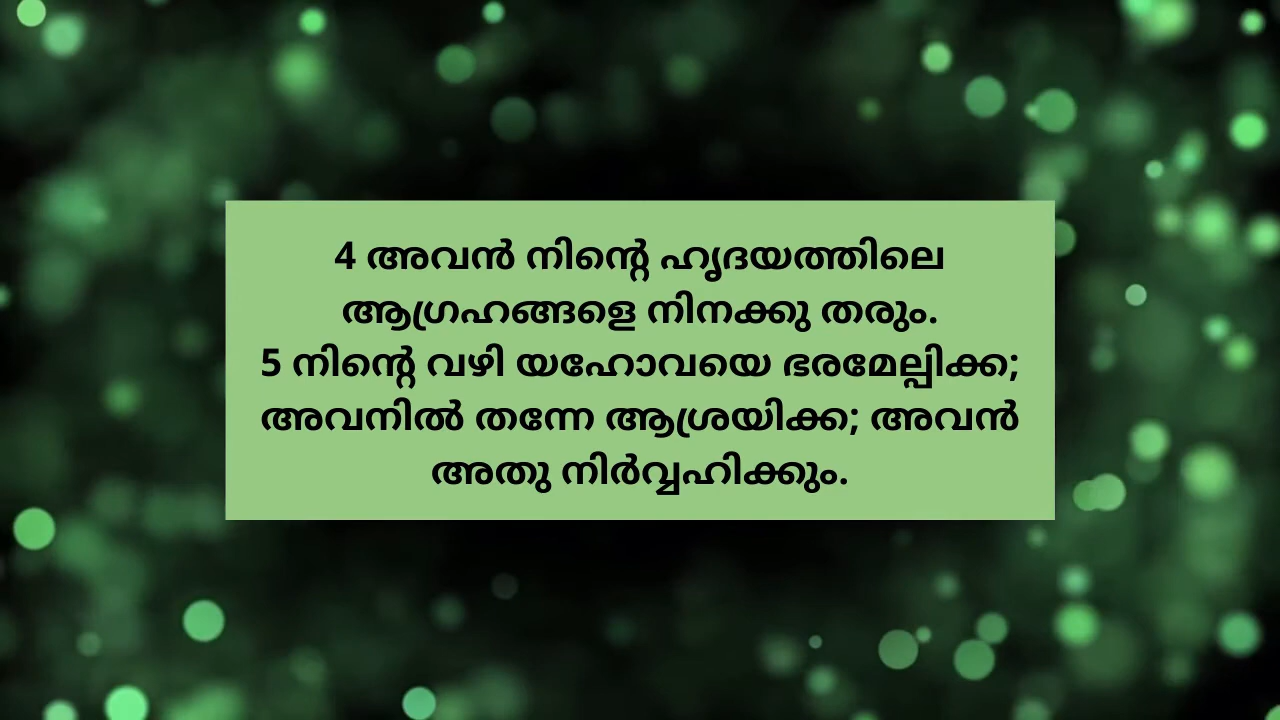 4 അവൻ നിന്റെ ഹൃദയത്തിലെ
ആഗ്രഹങ്ങളെ നിനക്കു തരും.
5 നിന്റെ വഴി യഹോവയെ ഭരമേല്പിക്ക;
അവനിൽ തന്നേ ആശ്രയിക്ക; അവൻ
അതു നിർവ്വഹിക്കും.